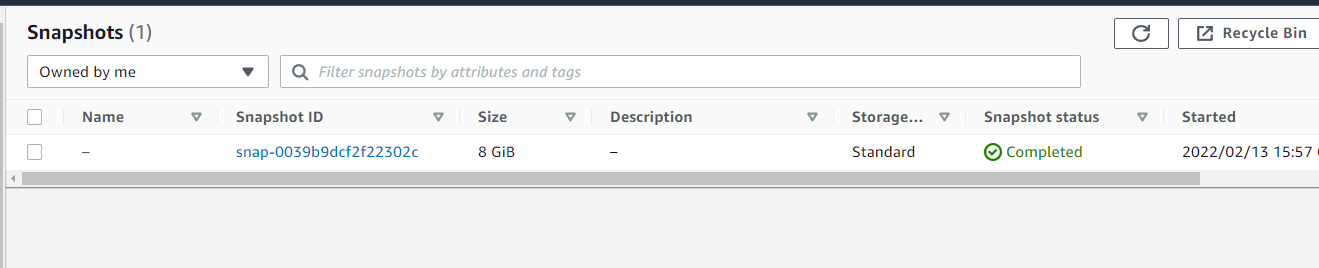 Snapshots (1)
Recycle Bin
Owned by me
Filter snapshots by attributes and tags
Name Snapshot ID Size Description Storage... Snapshot status Started
– snap-0039b9dcf2f22302c 8 GiB – Standard Completed 2022/02/13 15:57